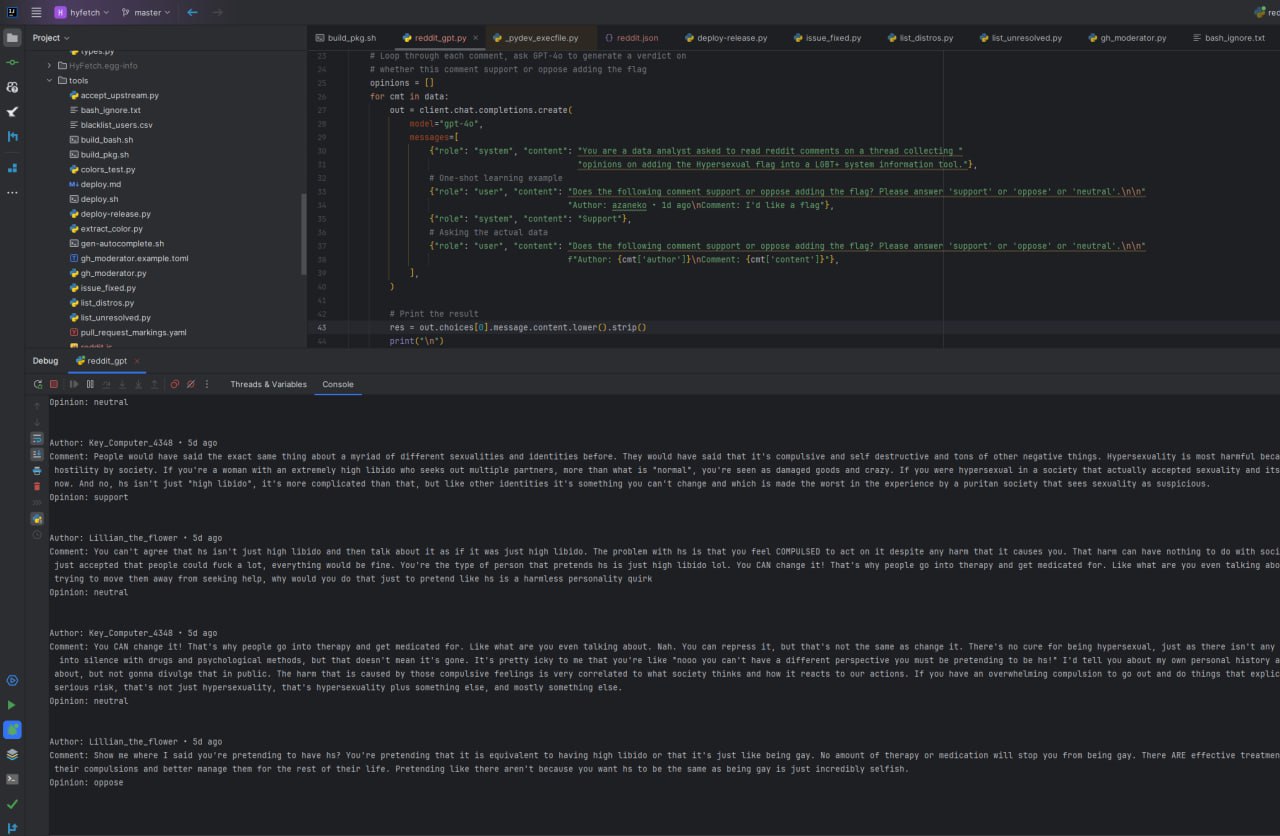 hyfetch
master
red
Project
build_pkg.sh
reddit_gpt.py
_pydev_execfile.py
reddit.json
deploy-release.py
issue_fixed.py
list_distros.py
list_unresolved.py
gh_moderator.py
bash_ignore.txt
types.py
HyFetch.egg-info
tools
accept_upstream.py
bash_ignore.txt
blacklist_users.csv
build_bash.sh
build_pkg.sh
colors_test.py
deploy.md
deploy.sh
deploy-release.py
extract_color.py
gen-autocomplete.sh
gh_moderator.example.toml
gh_moderator.py
issue_fixed.py
list_distros.py
list_unresolved.py
pull_request_markings.yaml
reddit.js
23 # Loop through each comment, ask GPT-4o to generate a verdict on
24 # whether this comment support or oppose adding the flag
25 opinions = []
26 for cmt in data:
27 out = client.chat.completions.create(
28 model="gpt-4o",
29 messages=[
30 {"role": "system", "content": "You are a data analyst asked to read reddit comments on a thread collecting "
31 "opinions on adding the Hypersexual flag into a LGBT+ system information tool."},
32 # One-shot learning example
33 {"role": "user", "content": "Does the following comment support or oppose adding the flag? Please answer 'support' or 'oppose' or 'neutral'.\n\n"
34 "Author: azaneko • 1d ago\nComment: I'd like a flag"},
35 {"role": "system", "content": "Support"},
36 # Asking the actual data
37 {"role": "user", "content": "Does the following comment support or oppose adding the flag? Please answer 'support' or 'oppose' or 'neutral'.\n\n"
38 f"Author: {cmt['author']}\nComment: {cmt['content']}"},
39 ],
40 )
41
42 # Print the result
43 res = out.choices[0].message.content.lower().strip()
44 print("\n")
Debug
reddit_gpt
Threads & Variables
Console
Opinion: neutral
Author: Key_Computer_4348 • 5d ago
Comment: People would have said the exact same thing about a myriad of different sexualities and identities before. They would have said that it's compulsive and self destructive and tons of other negative things. Hypersexuality is most harmful beca
hostility by society. If you're a woman with an extremely high libido who seeks out multiple partners, more than what is "normal", you're seen as damaged goods and crazy. If you were hypersexual in a society that actually accepted sexuality and its
now. And no, hs isn't just "high libido", it's more complicated than that, but like other identities it's something you can't change and which is made the worst in the experience by a puritan society that sees sexuality as suspicious.
Opinion: support
Author: Lillian_the_flower • 5d ago
Comment: You can't agree that hs isn't just high libido and then talk about it as if it was just high libido. The problem with hs is that you feel COMPULSED to act on it despite any harm that it causes you. That harm can have nothing to do with soci
just accepted that people could fuck a lot, everything would be fine. You're the type of person that pretends hs is just high libido lol. You CAN change it! That's why people go into therapy and get medicated for. Like what are you even talking abo
trying to move them away from seeking help, why would you do that just to pretend like hs is a harmless personality quirk
Opinion: neutral
Author: Key_Computer_4348 • 5d ago
Comment: You CAN change it! That's why people go into therapy and get medicated for. Like what are you even talking about. Nah. You can repress it, but that's not the same as change it. There's no cure for being hypersexual, just as there isn't any
into silence with drugs and psychological methods, but that doesn't mean it's gone. It's pretty icky to me that you're like "nooo you can't have a different perspective you must be pretending to be hs!" I'd tell you about my own personal history a
about, but not gonna divulge that in public. The harm that is caused by those compulsive feelings is very correlated to what society thinks and how it reacts to our actions. If you have an overwhelming compulsion to go out and do things that explic
serious risk, that's not just hypersexuality, that's hypersexuality plus something else, and mostly something else.
Opinion: neutral
Author: Lillian_the_flower • 5d ago
Comment: Show me where I said you're pretending to have hs? You're pretending that it is equivalent to having high libido or that it's just like being gay. No amount of therapy or medication will stop you from being gay. There ARE effective treatmen
their compulsions and better manage them for the rest of their life. Pretending like there aren't because you want hs to be the same as being gay is just incredibly selfish.
Opinion: oppose